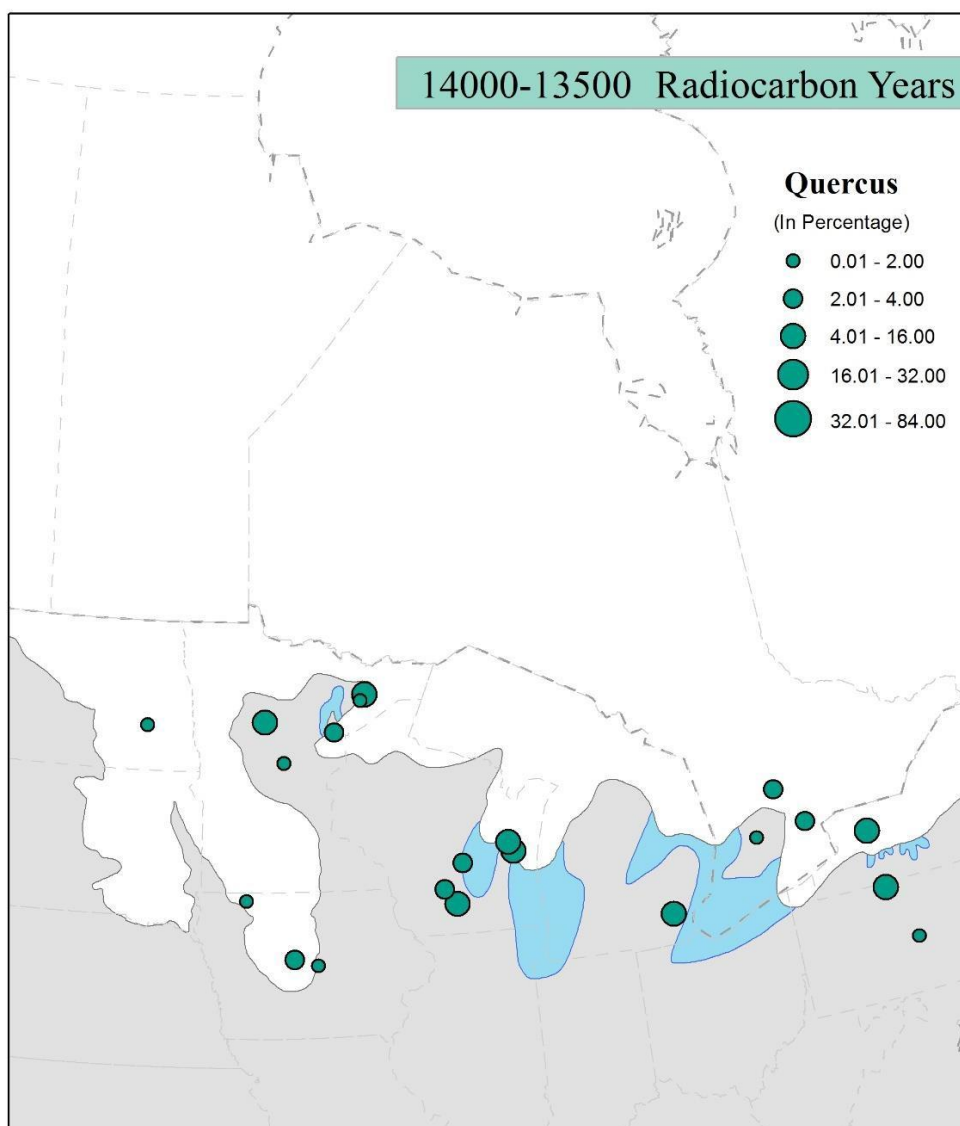 14000-13500 Radiocarbon Years
Quercus
(In Percentage)
0.01 - 2.00
2.01 - 4.00
4.01 - 16.00
16.01 - 32.00
32.01 - 84.00